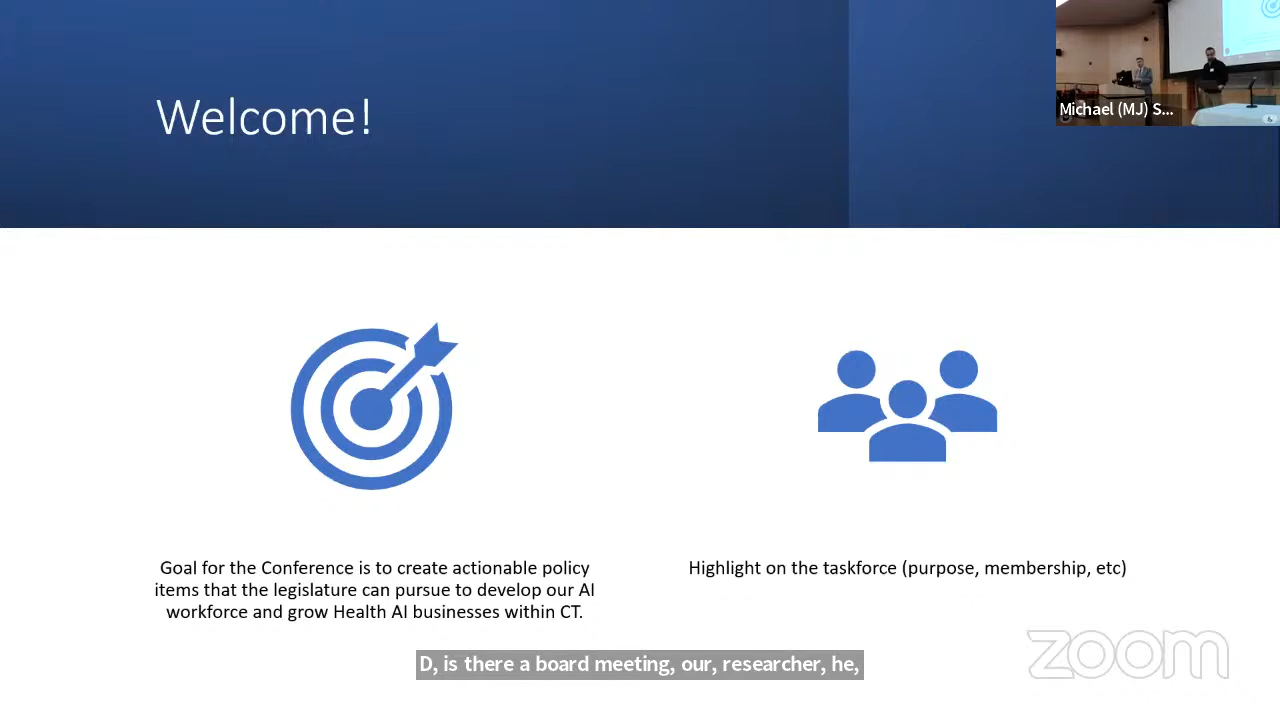 Welcome!
Michael (MJ) S...
Goal for the Conference is to create actionable policy
items that the legislature can pursue to develop our AI
workforce and grow Health AI businesses within CT.
Highlight on the taskforce (purpose, membership, etc)
D, is there a board meeting, our, researcher, he,
zoom